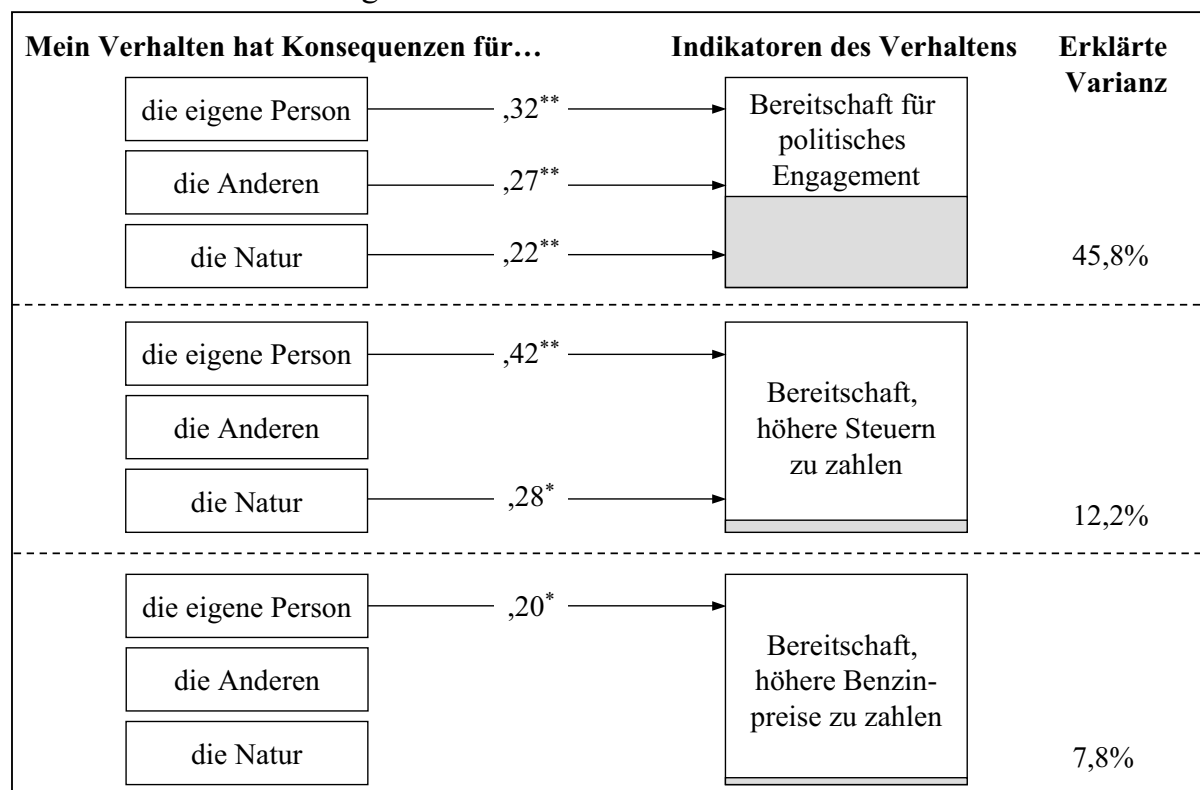 Mein Verhalten hat Konsequenzen für…
Indikatoren des Verhaltens
Erklärte
Varianz
die eigene Person
,32**
Bereitschaft für
politisches
Engagement
die Anderen
,27**
die Natur
,22**
45,8%
die eigene Person
,42**
Bereitschaft,
höhere Steuern
zu zahlen
die Anderen
die Natur
,28*
12,2%
die eigene Person
,20*
Bereitschaft,
höhere Benzin-
preise zu zahlen
die Anderen
die Natur
7,8%